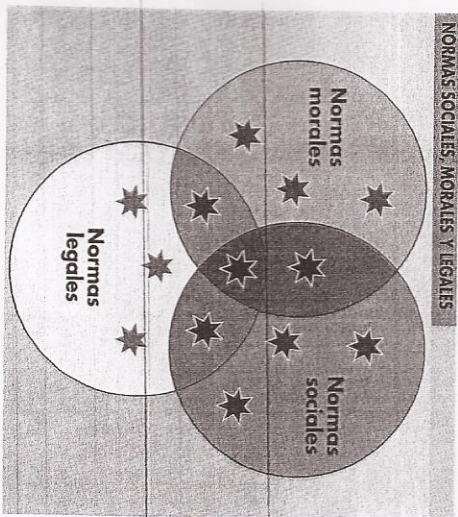 NORMAS SOCIALES, MORALES Y LEGALES
Normas
morales
Normas
sociales
Normas
legales